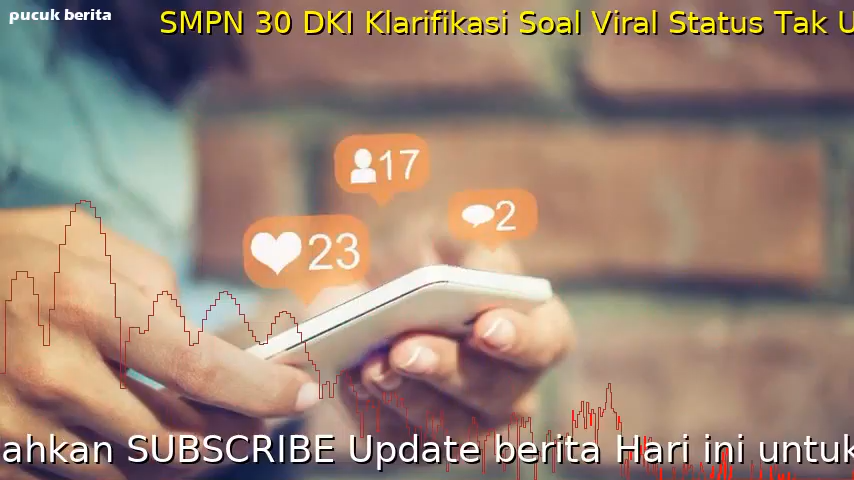 pucuk berita
SMPN 30 DKI Klarifikasi Soal Viral Status Tak U
17
2
23
ahkan SUBSCRIBE Update berita Hari ini untuk